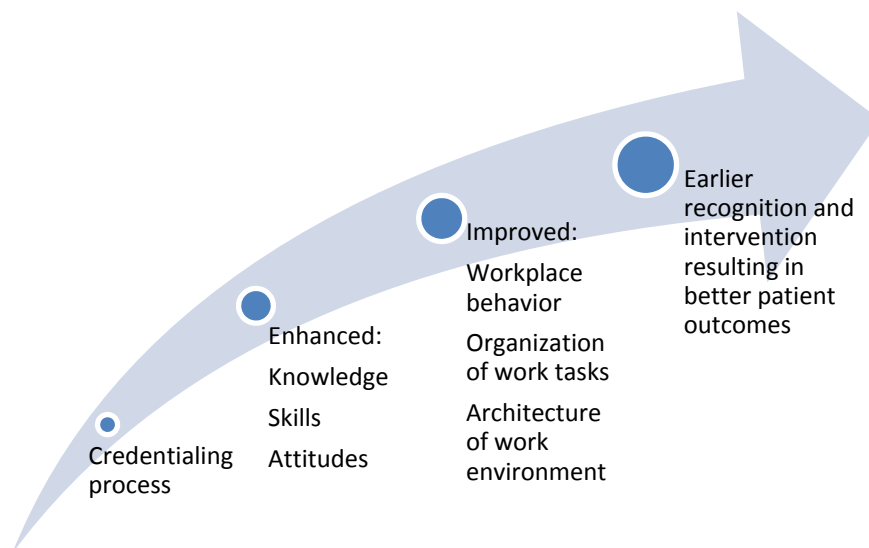 Credentialing
process
Enhanced:
Knowledge
Skills
Attitudes
Improved:
Workplace
behavior
Organization
of work tasks
Architecture
of work
environment
Earlier
recognition and
intervention
resulting in
better patient
outcomes